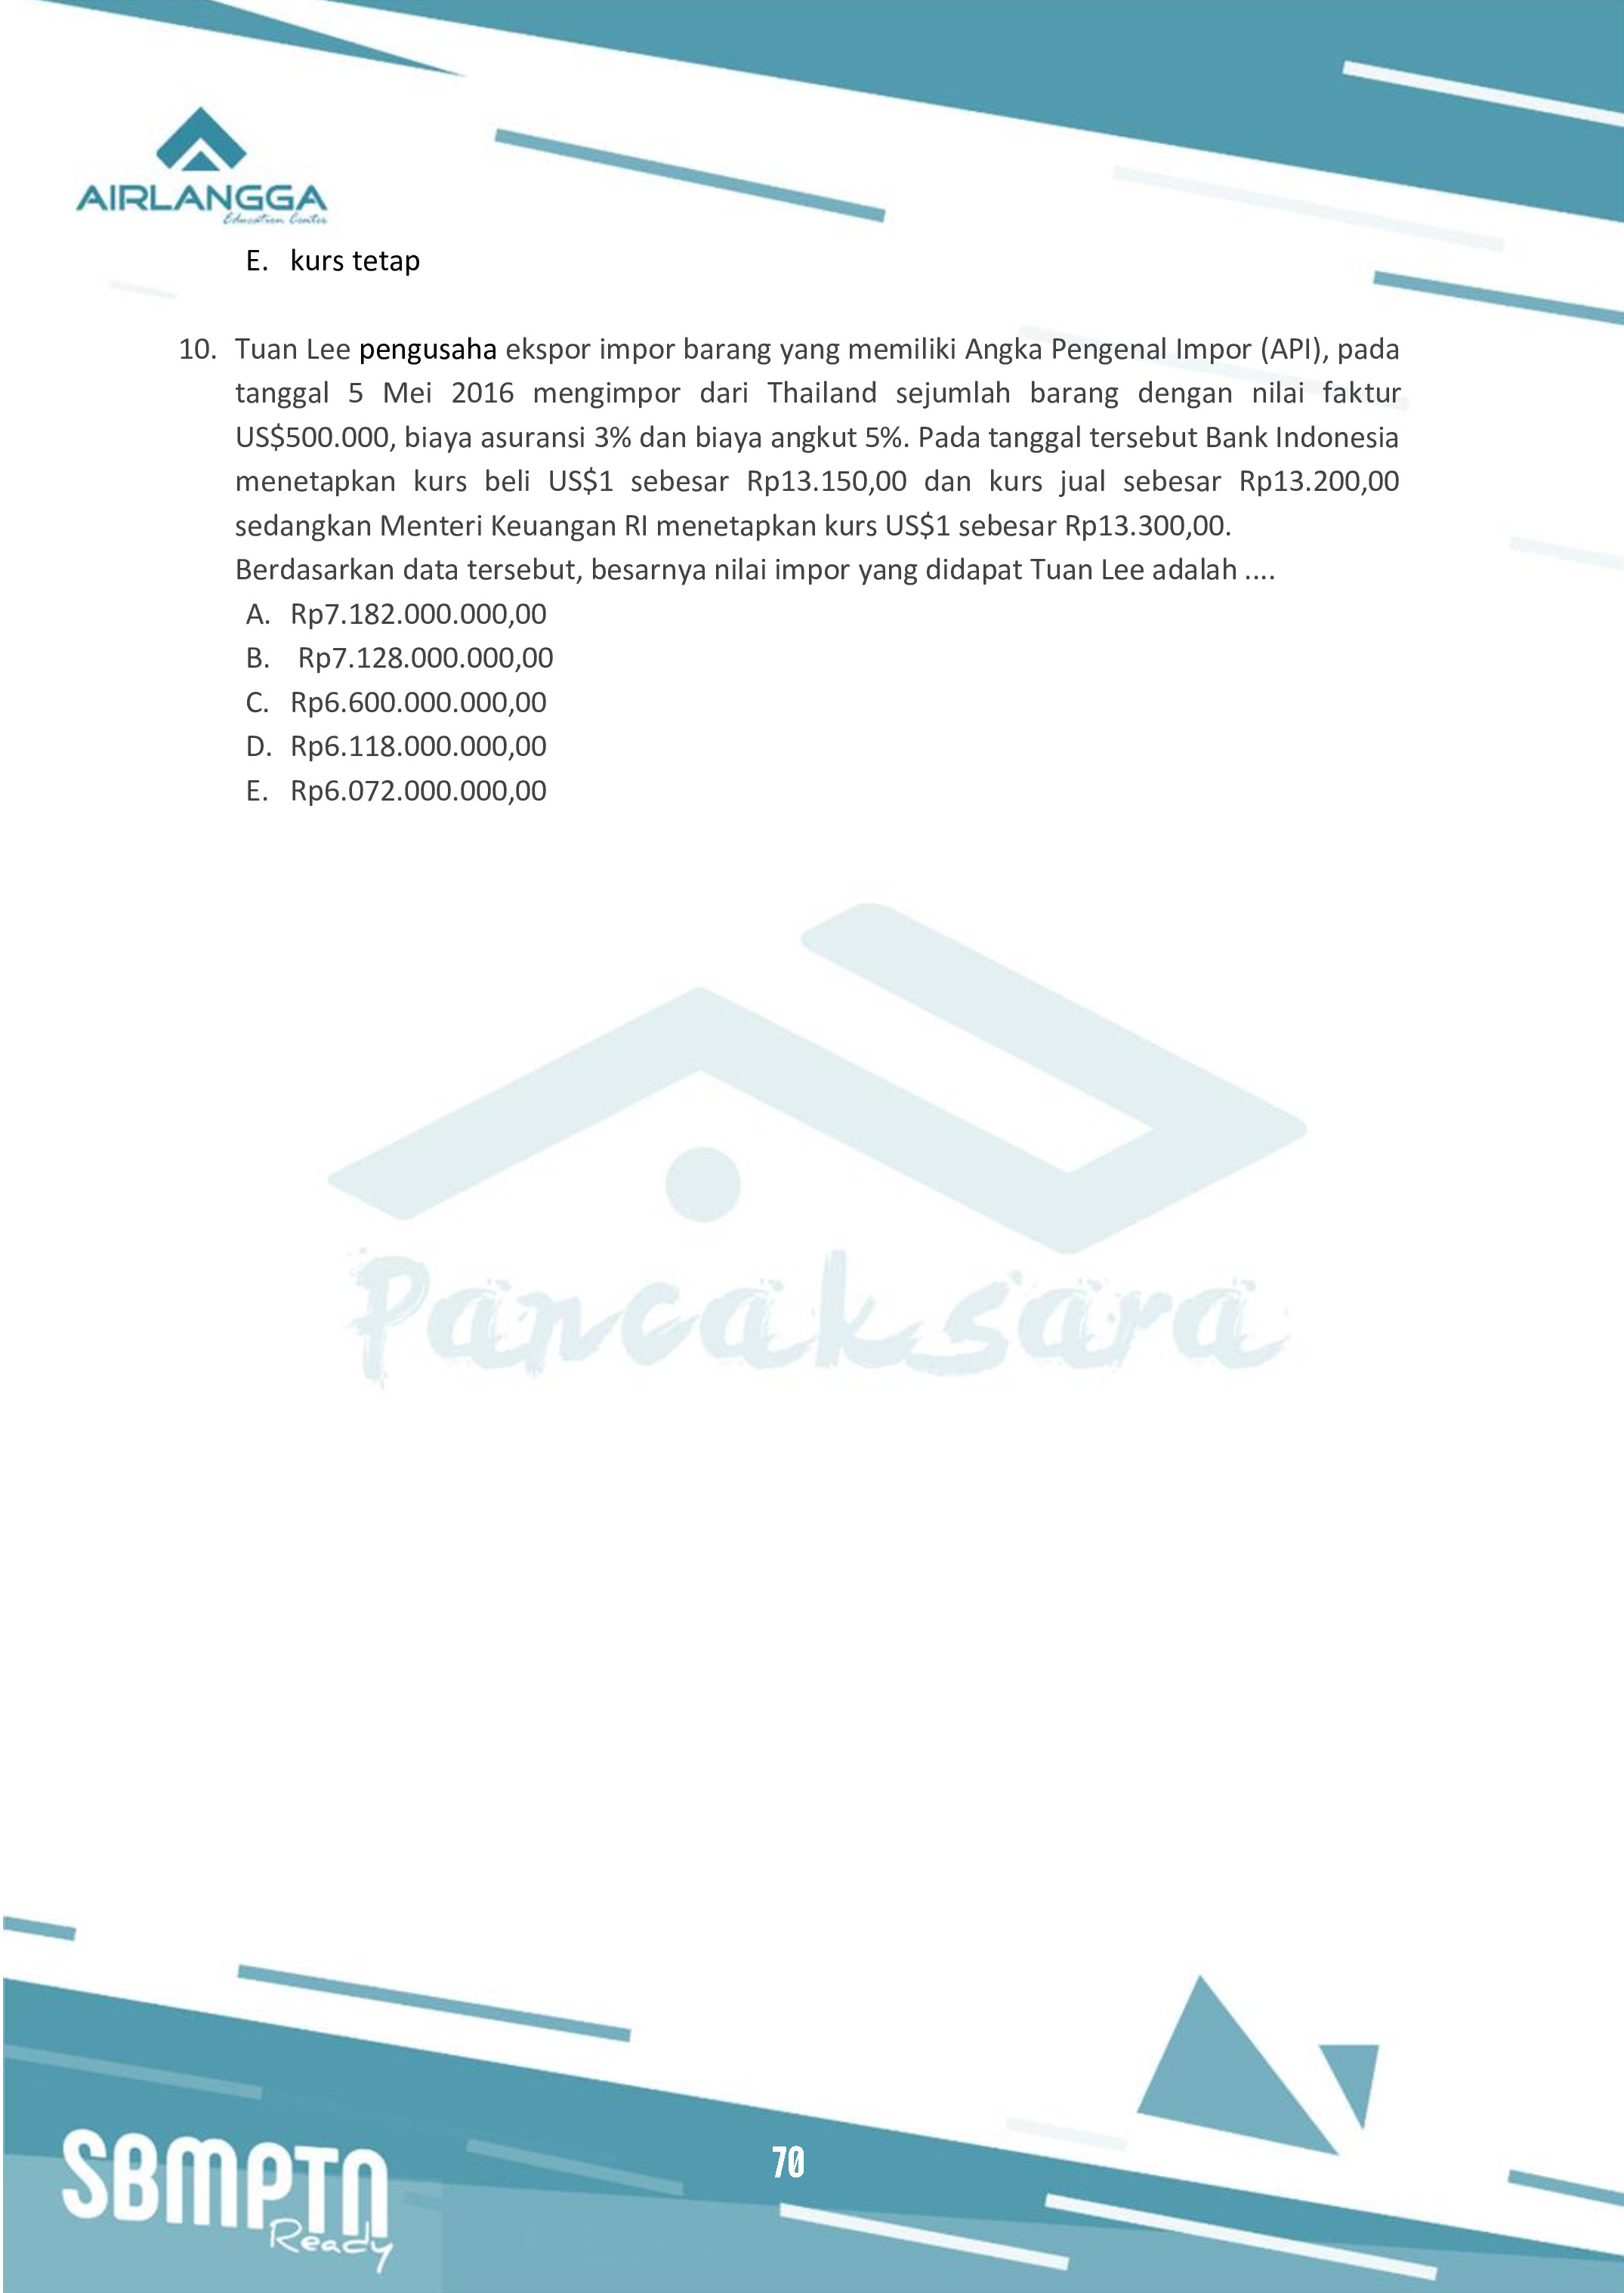 AIRLANGGA
Education Center
E. kurs tetap
10. Tuan Lee pengusaha ekspor impor barang yang memiliki Angka Pengenal Impor (API), pada
tanggal 5 Mei 2016 mengimpor dari Thailand sejumlah barang dengan nilai faktur
US$500.000, biaya asuransi 3% dan biaya angkut 5%. Pada tanggal tersebut Bank Indonesia
menetapkan kurs beli US$1 sebesar Rp13.150,00 dan kurs jual sebesar Rp13.200,00
sedangkan Menteri Keuangan RI menetapkan kurs US$1 sebesar Rp13.300,00.
Berdasarkan data tersebut, besarnya nilai impor yang didapat Tuan Lee adalah ....
A. Rp7.182.000.000,00
B. Rp7.128.000.000,00
C. Rp6.600.000.000,00
D. Rp6.118.000.000,00
E. Rp6.072.000.000,00
Pancaksara
SBMPTN
Ready
70